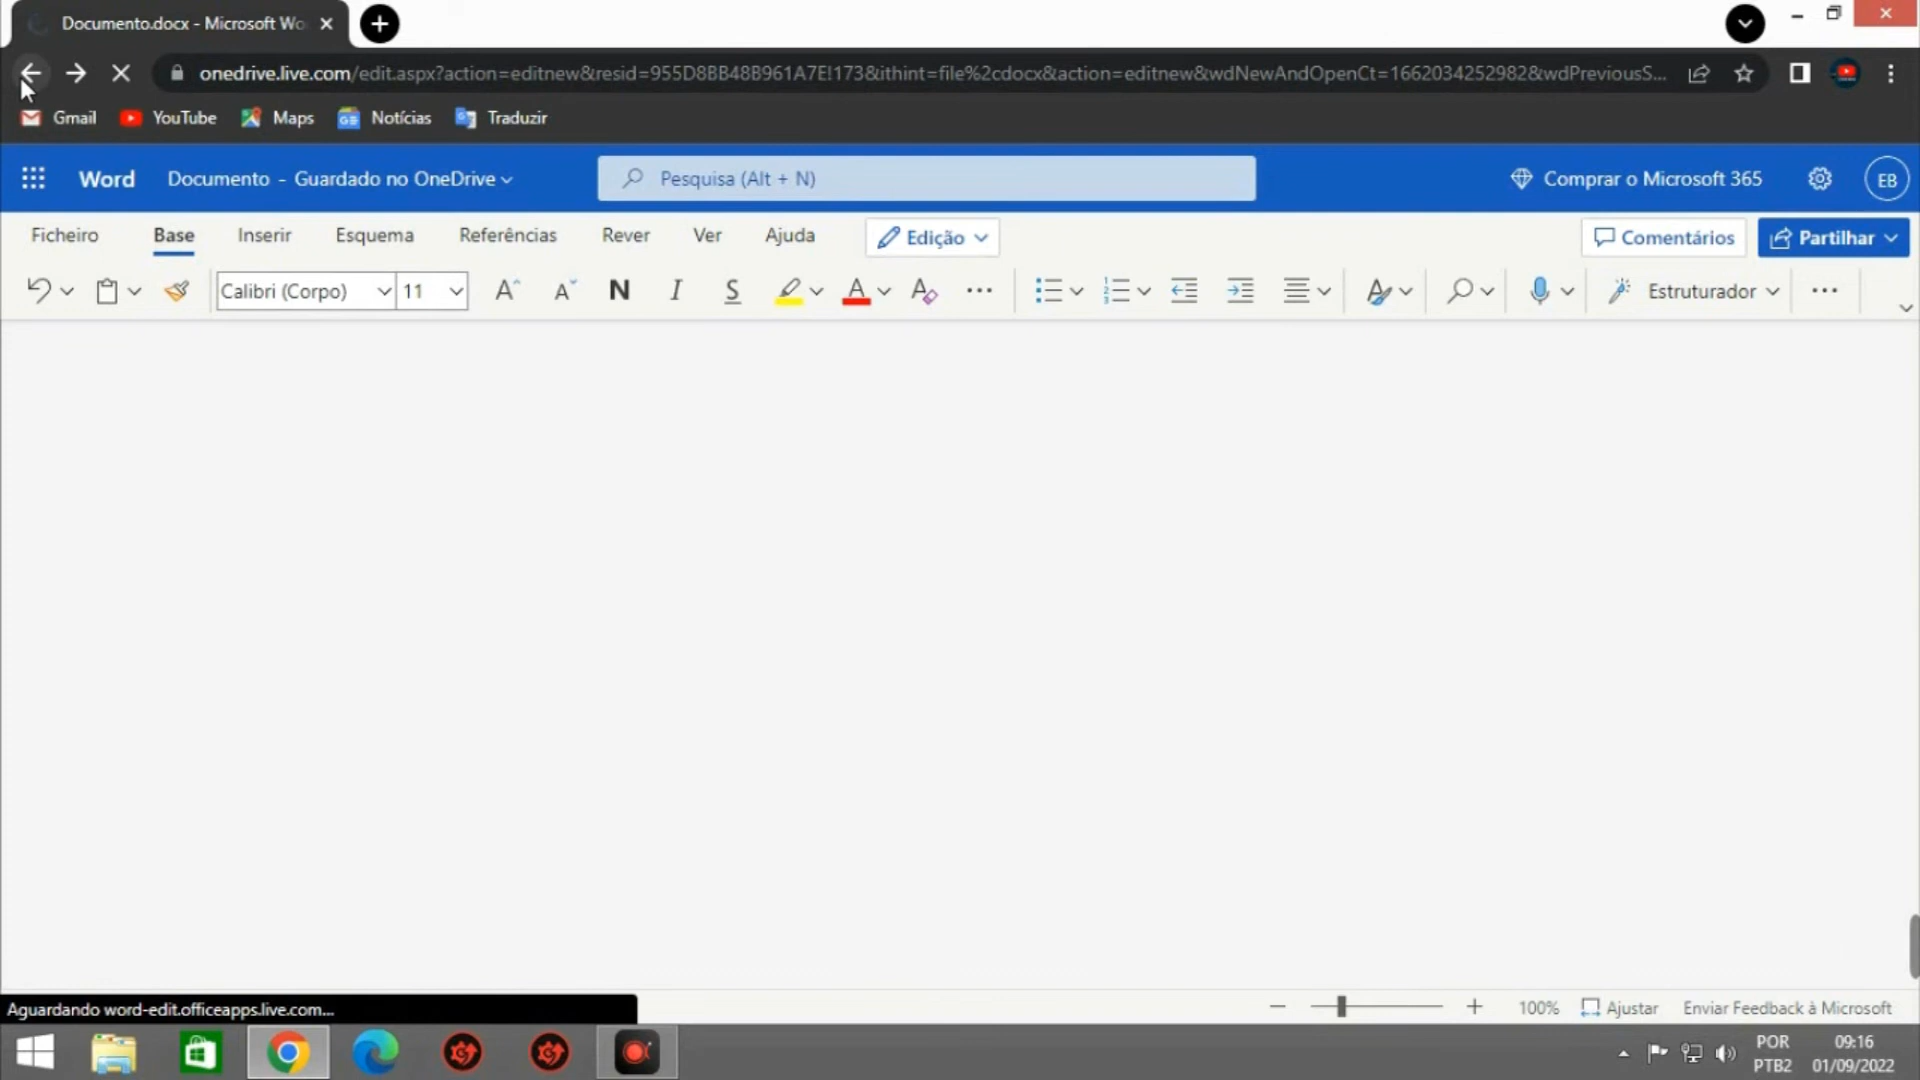 Documento.docx - Microsoft Wo
onedrive.live.com/edit.aspx?action=editnew&resid=955D8BB48B961A7E!173&ithint=file%2cdocx&action=editnew&wdNewAndOpenCt=1662034252982&wdPreviousS...
Gmail YouTube Maps Notícias Traduzir
Word Documento - Guardado no OneDrive Pesquisa (Alt + N) Comprar o Microsoft 365 EB
Ficheiro Base Inserir Esquema Referências Rever Ver Ajuda Edição Comentários Partilhar
Calibri (Corpo) 11 N I S Estruturador
Aguardando word-edit.officeapps.live.com...
100% Ajustar Enviar Feedback à Microsoft
POR 09:16
PTB2 01/09/2022